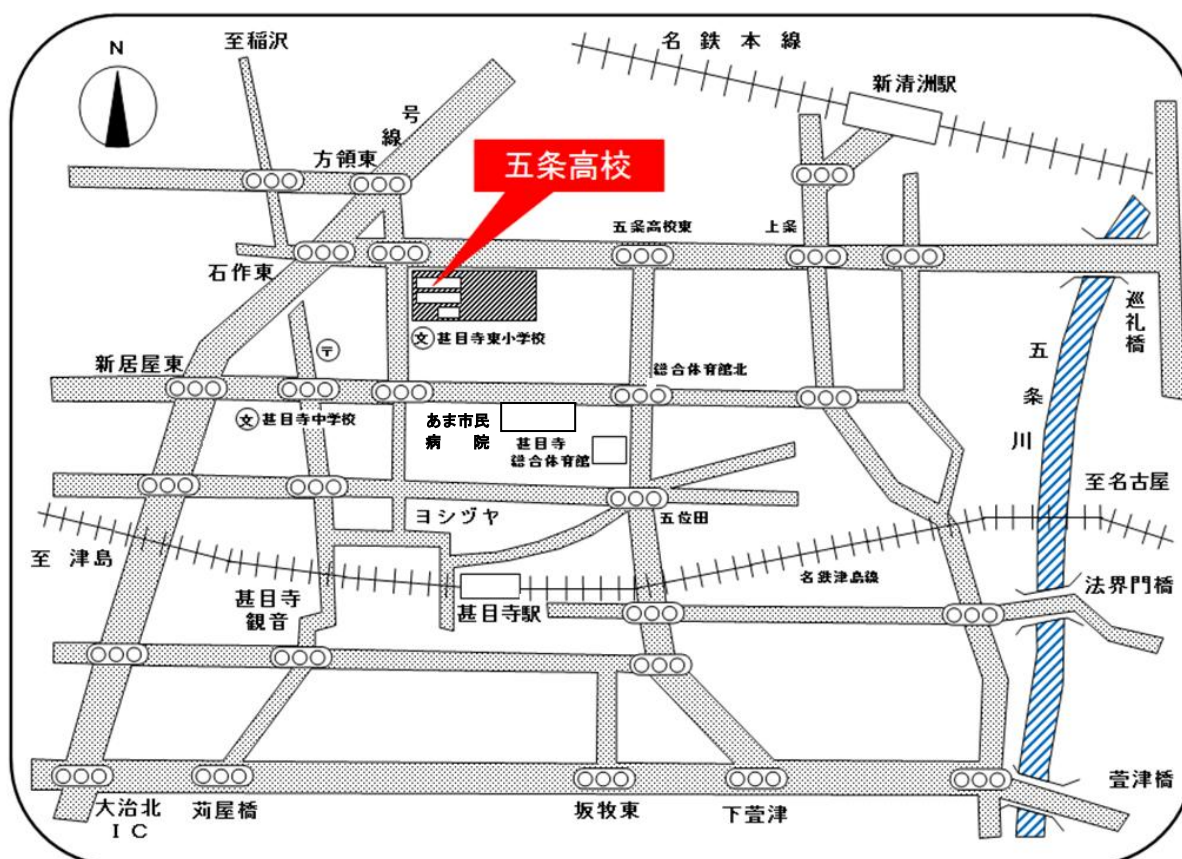 N
至稲沢
名鉄本線
新清洲駅
号線
方領東
五条高校
五条高校東
上条
石作東
巡礼橋
文
甚目寺東小学校
〒
五条川
新居屋東
総合体育館北
文
甚目寺中学校
あま市民
病院
甚目寺
総合体育館
至名古屋
ヨシヅヤ
五位田
至 津島
名鉄津島線
法界門橋
甚目寺
観音
甚目寺駅
萱津橋
大治北
IC
苅屋橋
坂牧東
下萱津